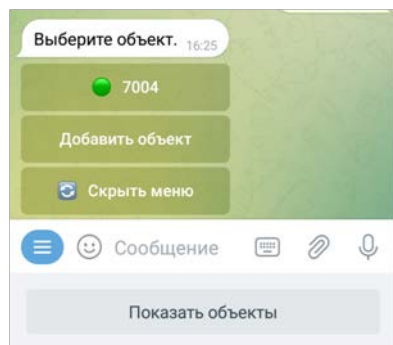 Выберите объект. 16:25
7004
Добавить объект
Скрыть меню
Сообщение
Показать объекты